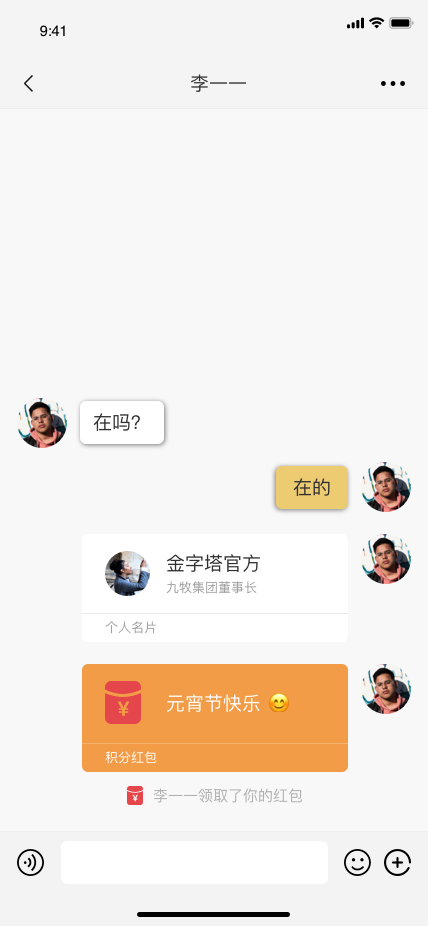 9:41
李一一
在吗?
在的
金字塔官方
九牧集团董事长
个人名片
¥
元宵节快乐 😊
积分红包
¥
李一一领取了你的红包